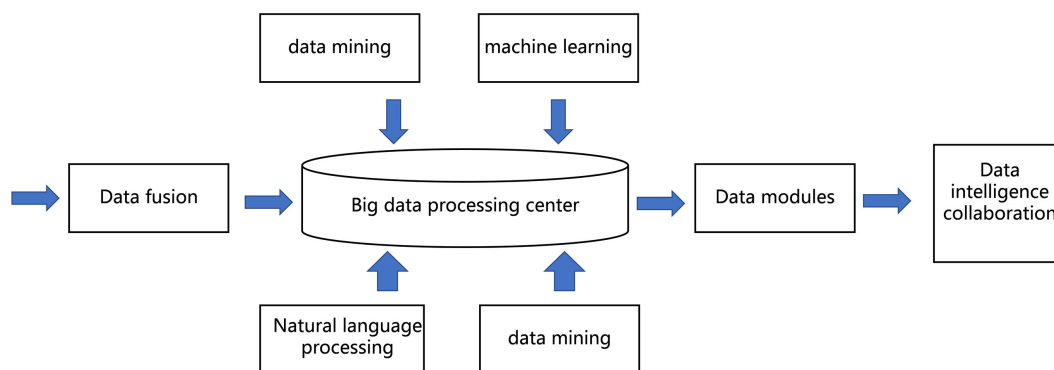 data mining
machine learning
Data fusion
Big data processing center
Data modules
Data
intelligence
collaboration
Natural language
processing
data mining